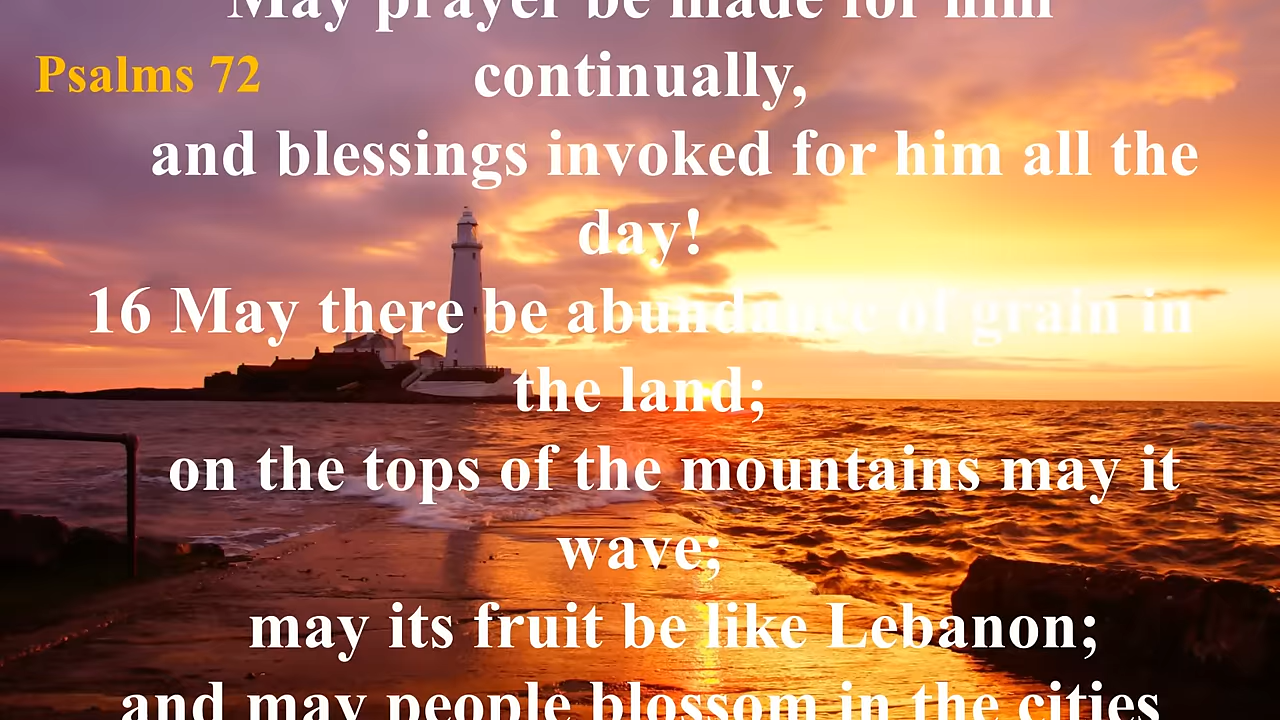 May prayer be made for him
Psalms 72
continually,
and blessings invoked for him all the
day!
16 May there be abundance of grain in
the land;
on the tops of the mountains may it
wave;
may its fruit be like Lebanon;
and may people blossom in the cities